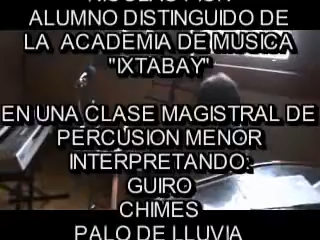 ALUMNO DISTINGUIDO DE
LA ACADEMIA DE MUSICA
"IXTABAY"
EN UNA CLASE MAGISTRAL DE
PERCUSION MENOR
INTERPRETANDO:
GUIRO
CHIMES
PALO DE LLUVIA